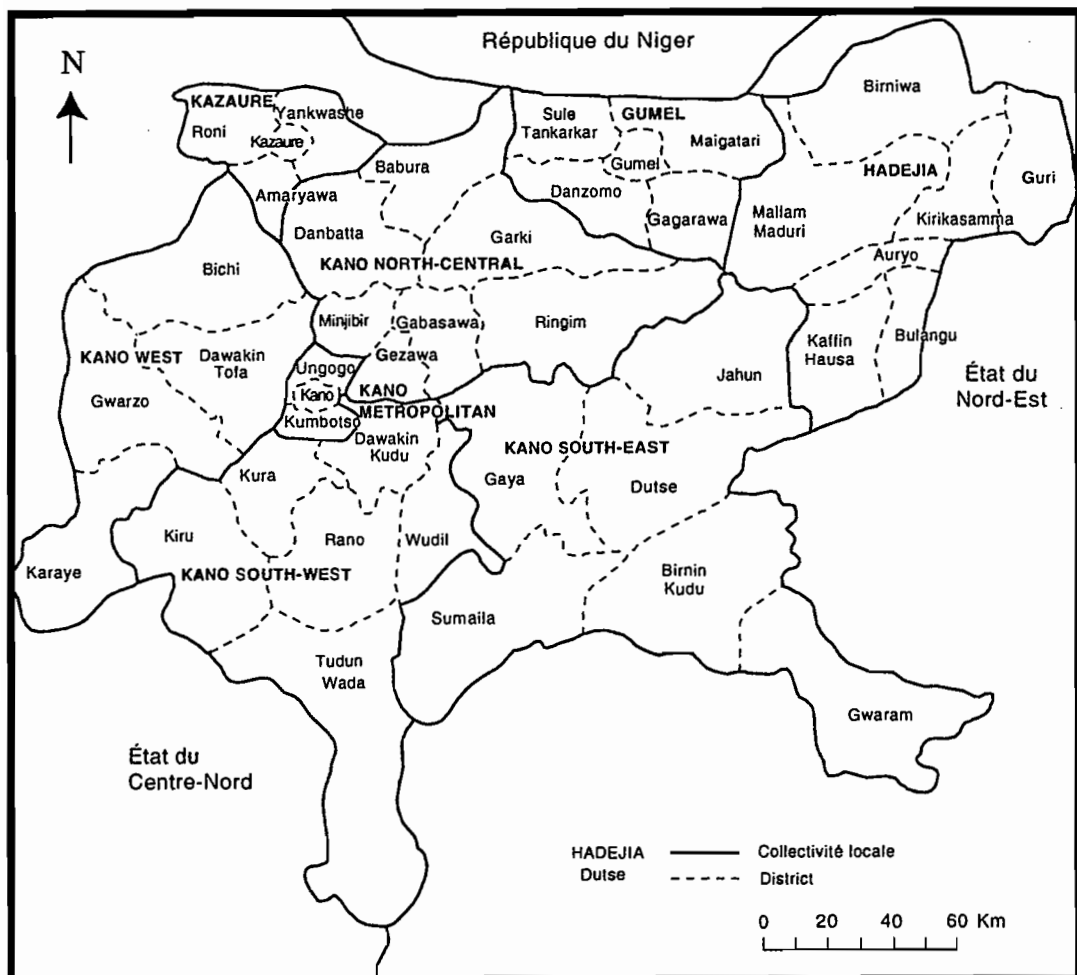 République du Niger
N
Birniwa
KAZAURE
Yankwashe
Roni
Kazaure
Sule
Tankarkar
GUMEL
Maigatari
Gumel
Babura
HADEJIA
Guri
Amaryawa
Danzomo
Gagarawa
Mallam
Maduri
Kirikasamma
Danbatta
Garki
KANO NORTH-CENTRAL
Auryo
Bichi
Minjibir
Gabasawa
Ringim
Kaffin
Hausa
Bulangu
KANO WEST
Dawakin
Tofa
Gezawa
Ungogo
Jahun
État du
Nord-Est
Gwarzo
Kano
KANO
METROPOLITAN
Kumbotso
Dawakin
Kudu
KANO SOUTH-EAST
Kura
Gaya
Dutse
Kiru
Rano
Wudil
Karaye
KANO SOUTH-WEST
Birnin
Kudu
Sumaila
Tudun
Wada
Gwaram
État du
Centre-Nord
HADEJIA Collectivité locale
Dutse District
0 20 40 60 Km